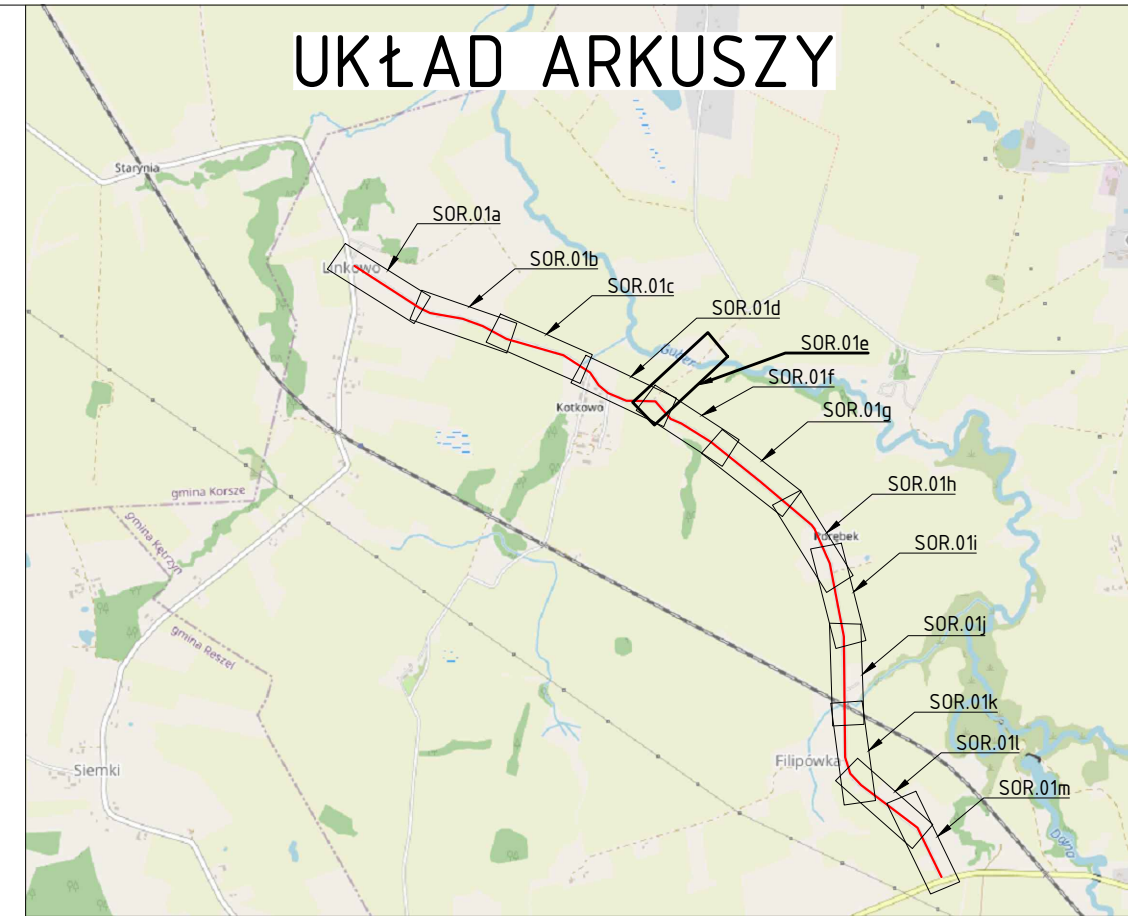 UKŁAD ARKUSZY
Starynia
SOR.01a
Linkowo
SOR.01b
SOR.01c
SOR.01d
SOR.01e
Guber
SOR.01f
Kotkowo
SOR.01g
gmina Korsze
SOR.01h
gmina Kętrzyn
Porębek
SOR.01i
gmina Reszel
SOR.01j
SOR.01k
SOR.01l
Siemki
Filipówka
SOR.01m